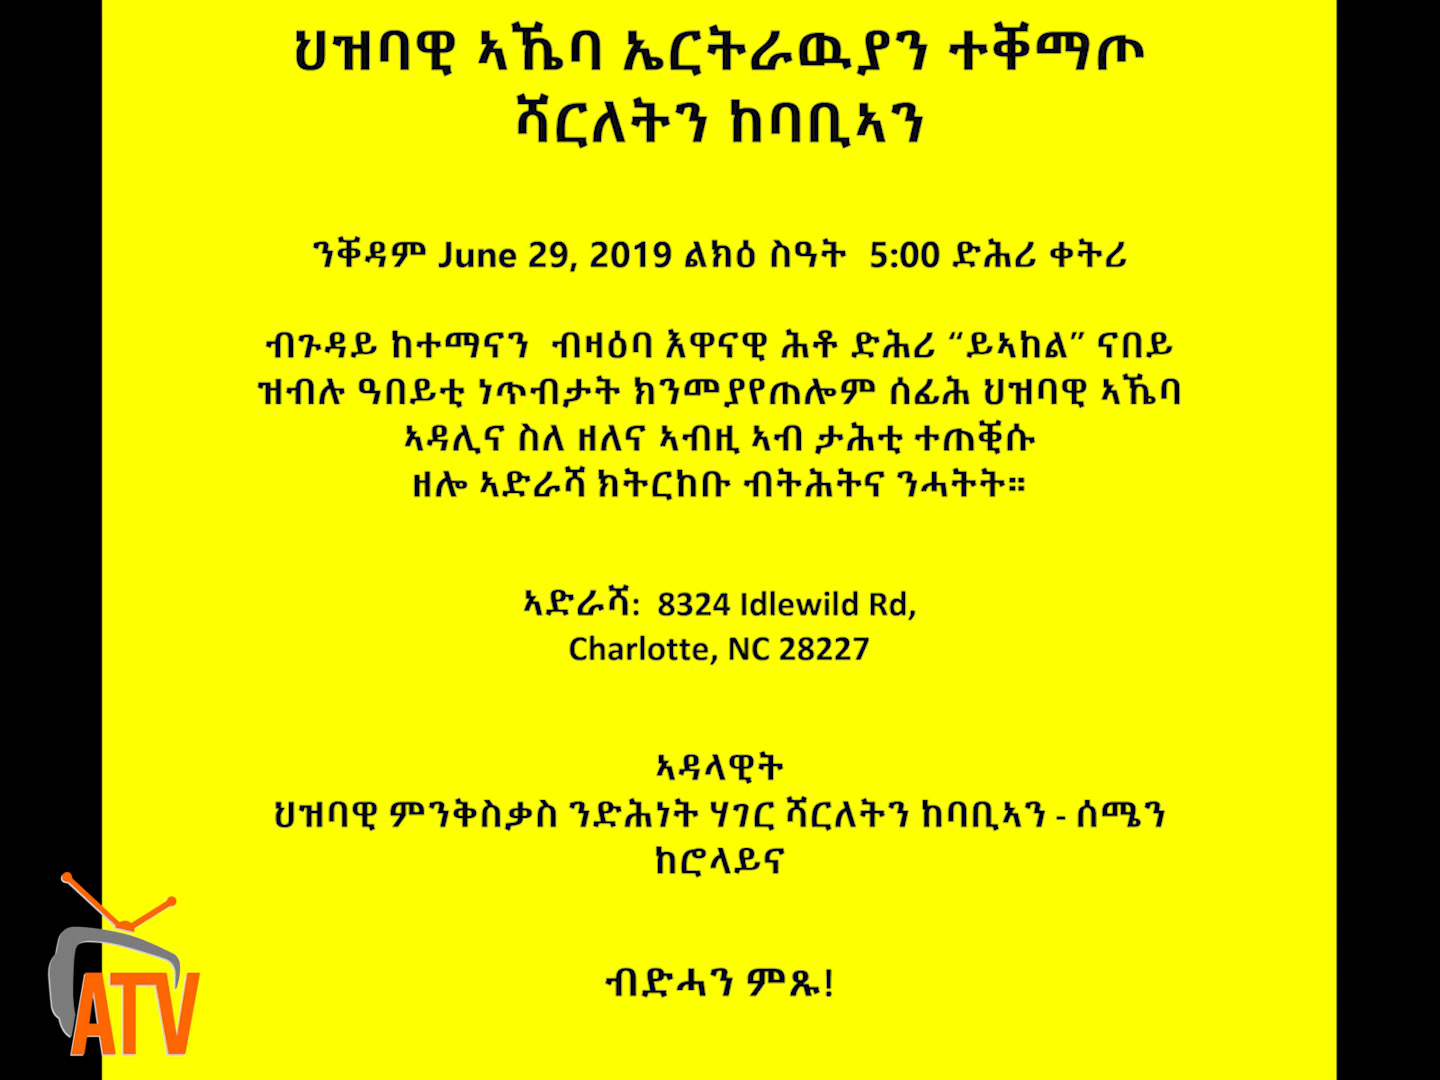 ህዝባዊ ኣኼባ ኤርትራዉያን ተቐማጦ
ሻርለትን ከባቢኣን
ንቐዳም June 29, 2019 ልክዕ ስዓት 5:00 ድሕሪ ቀትሪ
ብጉዳይ ከተማናን ብዛዕባ እዋናዊ ሕቶ ድሕሪ “ይኣከል” ናበይ
ዝብሉ ዓበይቲ ነጥብታት ክንመያየጠሎም ሰፊሕ ህዝባዊ ኣኼባ
ኣዳሊና ስለ ዘለና ኣብዚ ኣብ ታሕቲ ተጠቒሱ
ዘሎ ኣድራሻ ክትርከቡ ብትሕትና ንሓትት።
ኣድራሻ: 8324 Idlewild Rd,
Charlotte, NC 28227
ኣዳላዊት
ህዝባዊ ምንቅስቃስ ንድሕነት ሃገር ሻርለትን ከባቢኣን - ሰሜን
ከሮላይና
ብድሓን ምጹ!
ATV